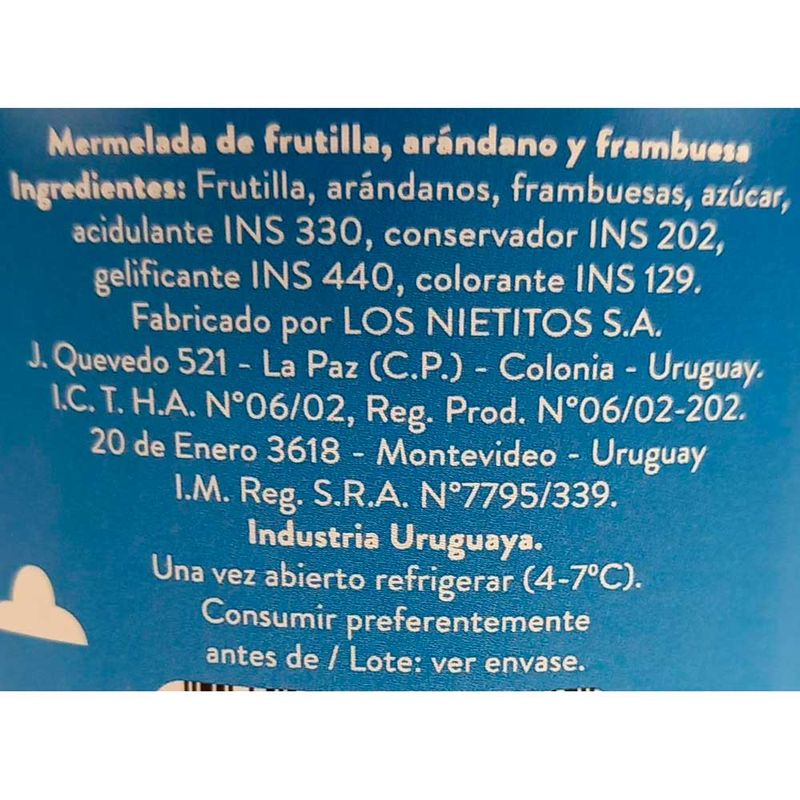 Mermelada de frutilla, arándano y frambuesa
Ingredientes: Frutilla, arándanos, frambuesas, azúcar,
acidulante INS 330, conservador INS 202,
gelificante INS 440, colorante INS 129.
Fabricado por LOS NIETITOS S.A.
J. Quevedo 521 - La Paz (C.P.) - Colonia - Uruguay.
I.C. T. H.A. N°06/02, Reg. Prod. N°06/02-202.
20 de Enero 3618 - Montevideo - Uruguay
I.M. Reg. S.R.A. N°7795/339.
Industria Uruguaya.
Una vez abierto refrigerar (4-7ºC).
Consumir preferentemente
antes de / Lote: ver envase.